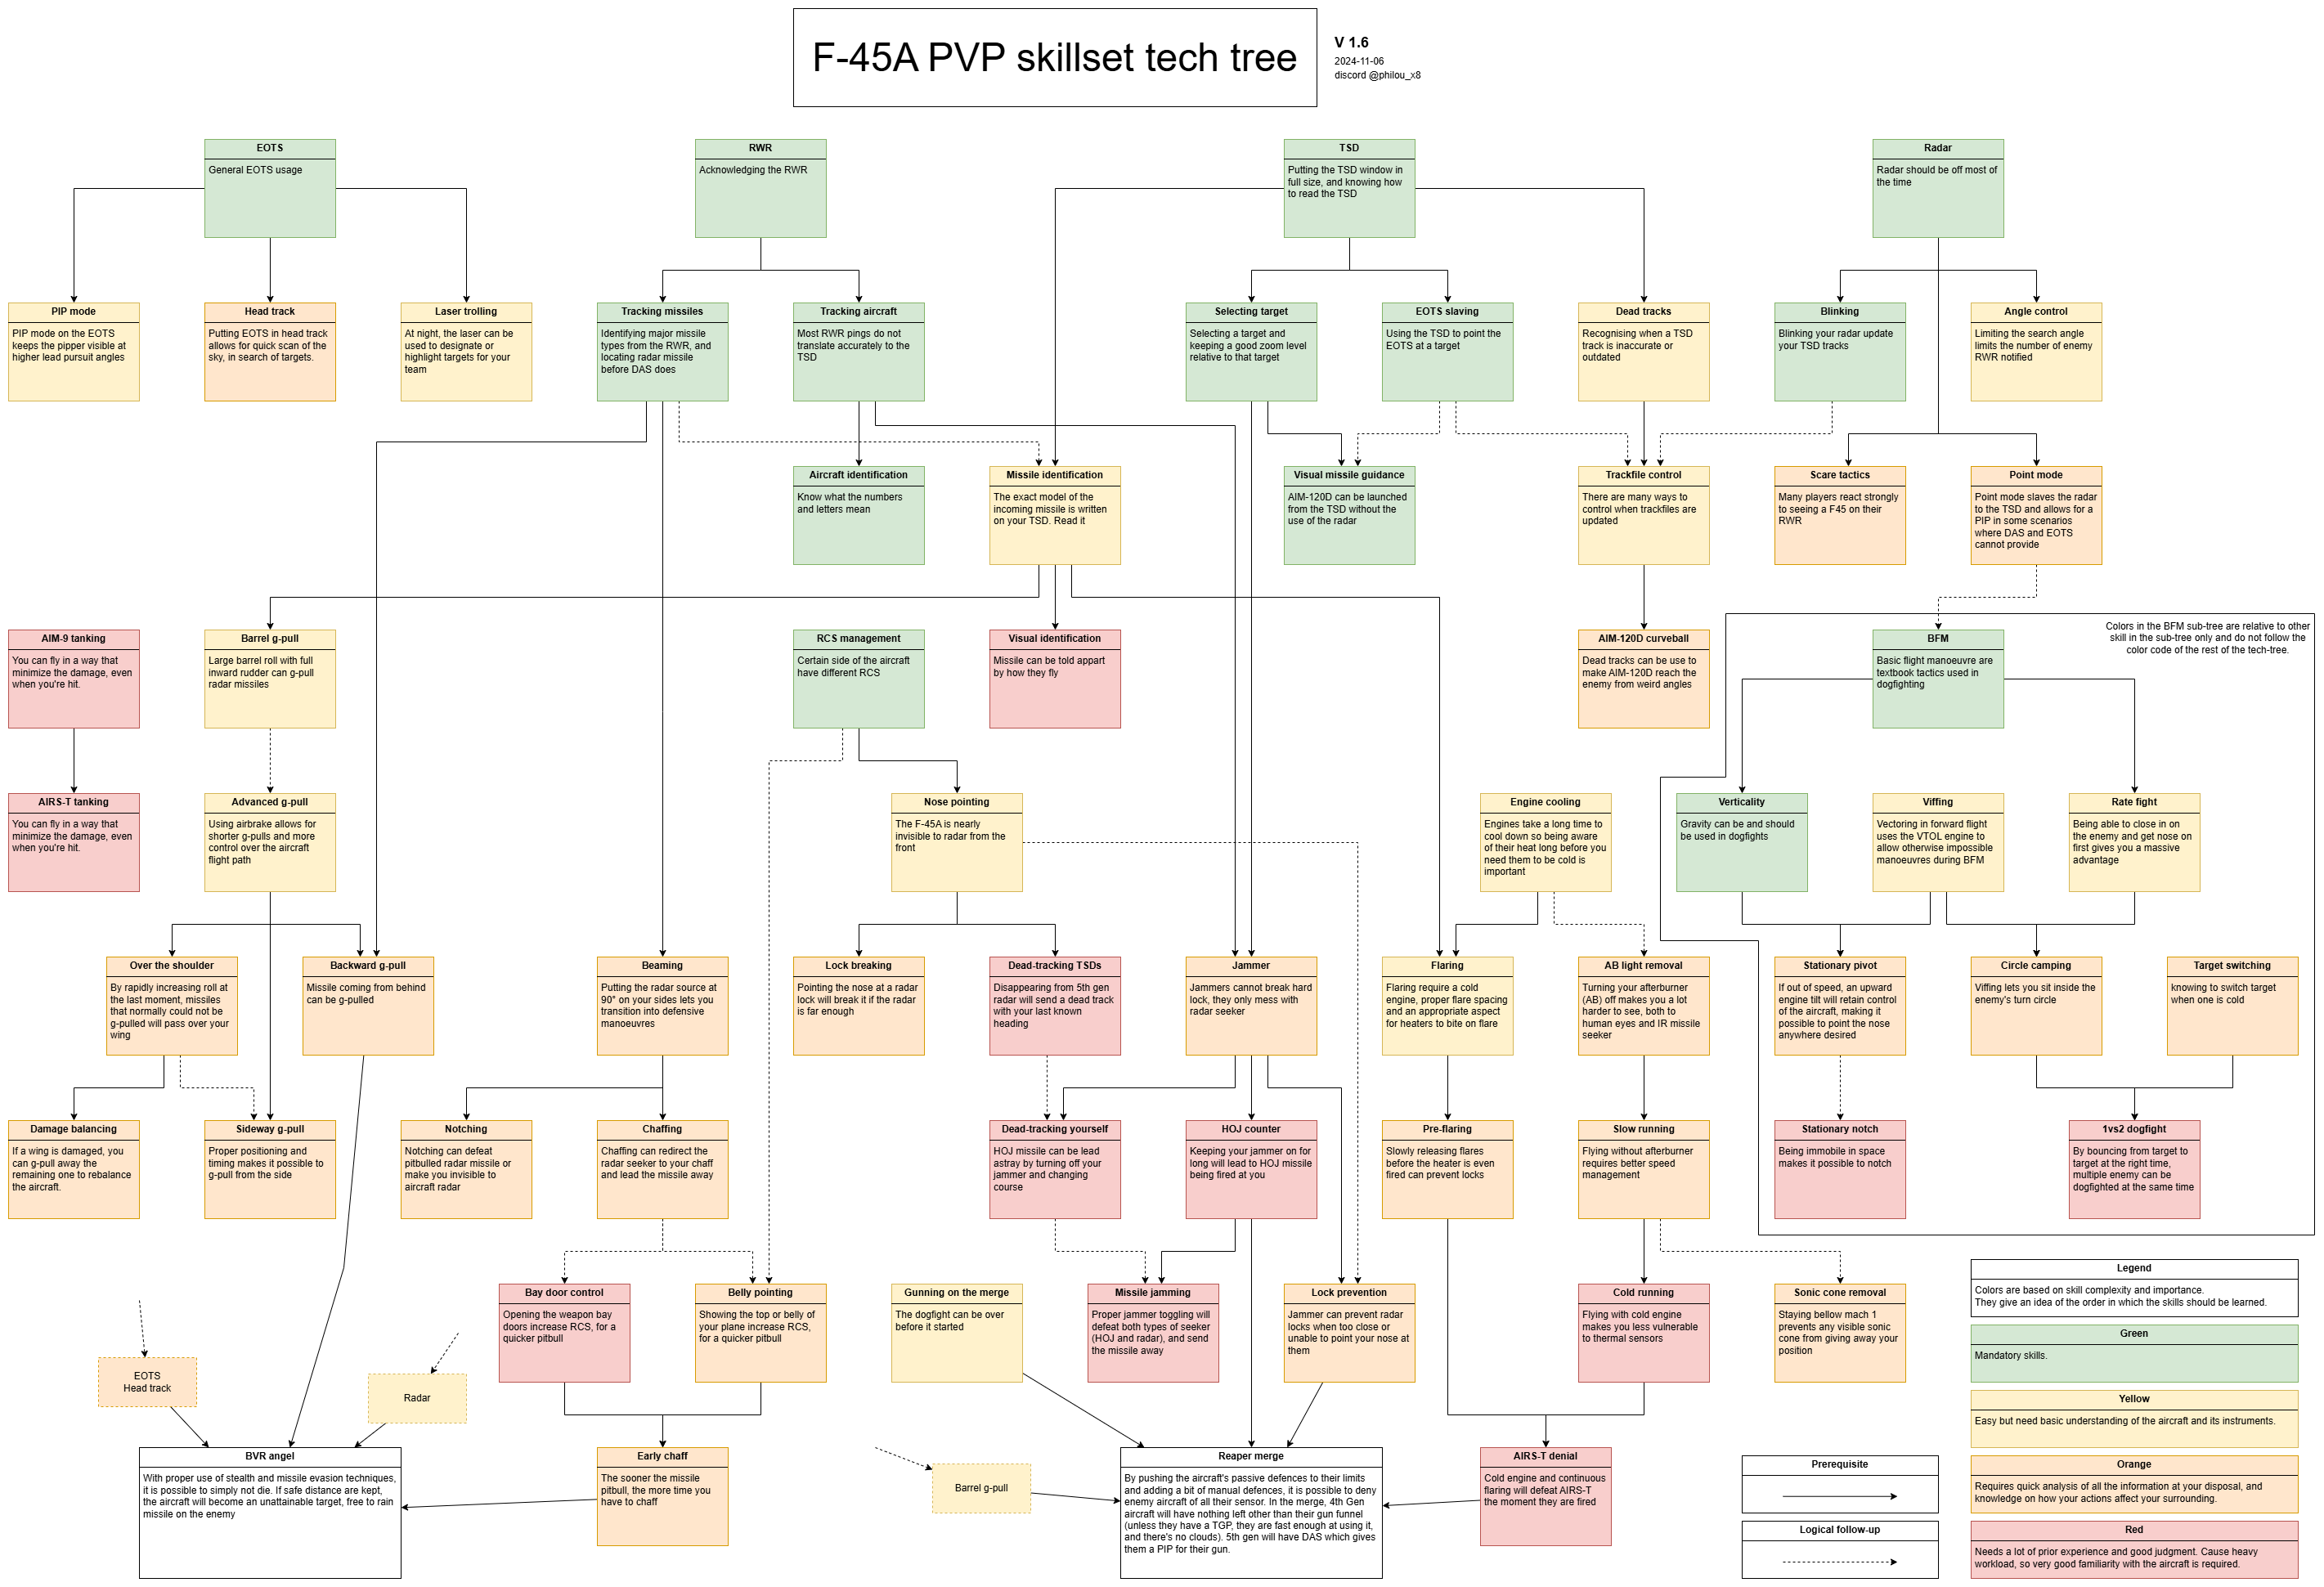 F-45A PVP skillset tech tree
V 1.6
2024-11-06
discord @philou_x8
EOTS
General EOTS usage
RWR
Acknowledging the RWR
TSD
Putting the TSD window in
full size, and knowing how
to read the TSD
Radar
Radar should be off most of
the time
PIP mode
PIP mode on the EOTS
keeps the pipper visible at
higher lead pursuit angles
Head track
Putting EOTS in head track
allows for quick scan of the
sky, in search of targets.
Laser trolling
At night, the laser can be
used to designate or
highlight targets for your
team
Tracking missiles
Identifying major missile
types from the RWR, and
locating radar missile
before DAS does
Tracking aircraft
Most RWR pings do not
translate accurately to the
TSD
Selecting target
Selecting a target and
keeping a good zoom level
relative to that target
EOTS slaving
Using the TSD to point the
EOTS at a target
Dead tracks
Recognising when a TSD
track is inaccurate or
outdated
Blinking
Blinking your radar update
your TSD tracks
Angle control
Limiting the search angle
limits the number of enemy
RWR notified
Aircraft identification
Know what the numbers
and letters mean
Missile identification
The exact model of the
incoming missile is written
on your TSD. Read it
Visual missile guidance
AIM-120D can be launched
from the TSD without the
use of the radar
Trackfile control
There are many ways to
control when trackfiles are
updated
Scare tactics
Many players react strongly
to seeing a F45 on their
RWR
Point mode
Point mode slaves the radar
to the TSD and allows for a
PIP in some scenarios
where DAS and EOTS
cannot provide
AIM-9 tanking
You can fly in a way that
minimize the damage, even
when you're hit.
Barrel g-pull
Large barrel roll with full
inward rudder can g-pull
radar missiles
RCS management
Certain side of the aircraft
have different RCS
Visual identification
Missile can be told appart
by how they fly
AIM-120D curveball
Dead tracks can be use to
make AIM-120D reach the
enemy from weird angles
BFM
Basic flight manoeuvre are
textbook tactics used in
dogfighting
Colors in the BFM sub-tree are relative to other
skill in the sub-tree only and do not follow the
color code of the rest of the tech-tree.
AIRS-T tanking
You can fly in a way that
minimize the damage, even
when you're hit.
Advanced g-pull
Using airbrake allows for
shorter g-pulls and more
control over the aircraft
flight path
Nose pointing
The F-45A is nearly
invisible to radar from the
front
Engine cooling
Engines take a long time to
cool down so being aware
of their heat long before you
need them to be cold is
important
Verticality
Gravity can be and should
be used in dogfights
Viffing
Vectoring in forward flight
uses the VTOL engine to
allow otherwise impossible
manoeuvres during BFM
Rate fight
Being able to close in on
the enemy and get nose on
first gives you a massive
advantage
Over the shoulder
By rapidly increasing roll at
the last moment, missiles
that normally could not be
g-pulled will pass over your
wing
Backward g-pull
Missile coming from behind
can be g-pulled
Beaming
Putting the radar source at
90° on your sides lets you
transition into defensive
manoeuvres
Lock breaking
Pointing the nose at a radar
lock will break it if the radar
is far enough
Dead-tracking TSDs
Disappearing from 5th gen
radar will send a dead track
with your last known
heading
Jammer
Jammers cannot break hard
lock, they only mess with
radar seeker
Flaring
Flaring require a cold
engine, proper flare spacing
and an appropriate aspect
for heaters to bite on flare
AB light removal
Turning your afterburner
(AB) off makes you a lot
harder to see, both to
human eyes and IR missile
seeker
Stationary pivot
If out of speed, an upward
engine tilt will retain control
of the aircraft, making it
possible to point the nose
anywhere desired
Circle camping
Viffing lets you sit inside the
enemy's turn circle
Target switching
knowing to switch target
when one is cold
Damage balancing
If a wing is damaged, you
can g-pull away the
remaining one to rebalance
the aircraft.
Sideway g-pull
Proper positioning and
timing makes it possible to
g-pull from the side
Notching
Notching can defeat
pitbulled radar missile or
make you invisible to
aircraft radar
Chaffing
Chaffing can redirect the
radar seeker to your chaff
and lead the missile away
Dead-tracking yourself
HOJ missile can be lead
astray by turning off your
jammer and changing
course
HOJ counter
Keeping your jammer on for
long will lead to HOJ missile
being fired at you
Pre-flaring
Slowly releasing flares
before the heater is even
fired can prevent locks
Slow running
Flying without afterburner
requires better speed
management
Stationary notch
Being immobile in space
makes it possible to notch
1vs2 dogfight
By bouncing from target to
target at the right time,
multiple enemy can be
dogfighted at the same time
Bay door control
Opening the weapon bay
doors increase RCS, for a
quicker pitbull
Belly pointing
Showing the top or belly of
your plane increase RCS,
for a quicker pitbull
Gunning on the merge
The dogfight can be over
before it started
Missile jamming
Proper jammer toggling will
defeat both types of seeker
(HOJ and radar), and send
the missile away
Lock prevention
Jammer can prevent radar
locks when too close or
unable to point your nose at
them
Cold running
Flying with cold engine
makes you less vulnerable
to thermal sensors
Sonic cone removal
Staying bellow mach 1
prevents any visible sonic
cone from giving away your
position
Legend
Colors are based on skill complexity and importance.
They give an idea of the order in which the skills should be learned.
Green
Mandatory skills.
Yellow
Easy but need basic understanding of the aircraft and its instruments.
Orange
Requires quick analysis of all the information at your disposal, and
knowledge on how your actions affect your surrounding.
Red
Needs a lot of prior experience and good judgment. Cause heavy
workload, so very good familiarity with the aircraft is required.
Prerequisite
Logical follow-up
EOTS
Head track
Radar
BVR angel
With proper use of stealth and missile evasion techniques,
it is possible to simply not die. If safe distance are kept,
the aircraft will become an unattainable target, free to rain
missile on the enemy
Early chaff
The sooner the missile
pitbull, the more time you
have to chaff
Barrel g-pull
Reaper merge
By pushing the aircraft's passive defences to their limits
and adding a bit of manual defences, it is possible to deny
enemy aircraft of all their sensor. In the merge, 4th Gen
aircraft will have nothing left other than their gun funnel
(unless they have a TGP, they are fast enough at using it,
and there's no clouds). 5th gen will have DAS which gives
them a PIP for their gun.
AIRS-T denial
Cold engine and continuous
flaring will defeat AIRS-T
the moment they are fired